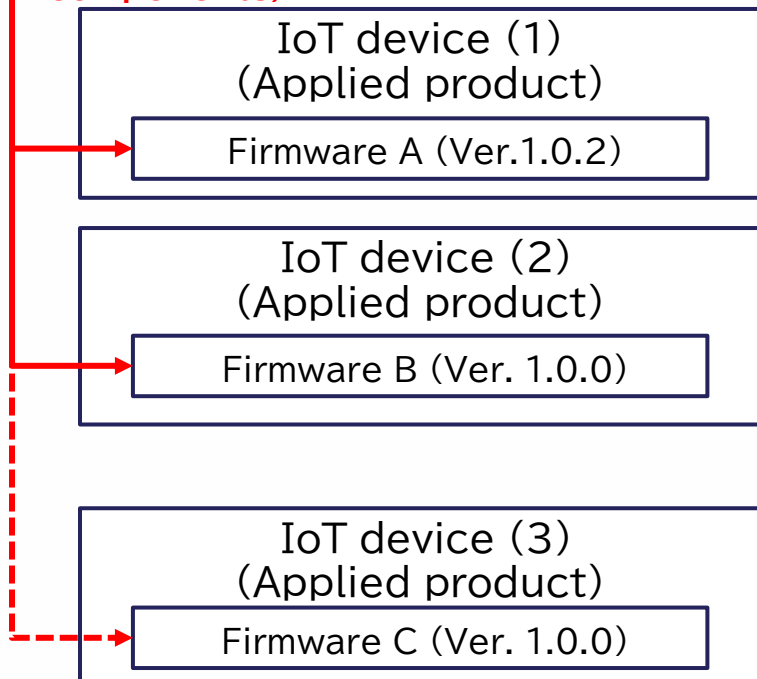 IoT device (1)
(Applied product)
Firmware A (Ver.1.0.2)
IoT device (2)
(Applied product)
Firmware B (Ver. 1.0.0)
IoT device (3)
(Applied product)
Firmware C (Ver. 1.0.0)